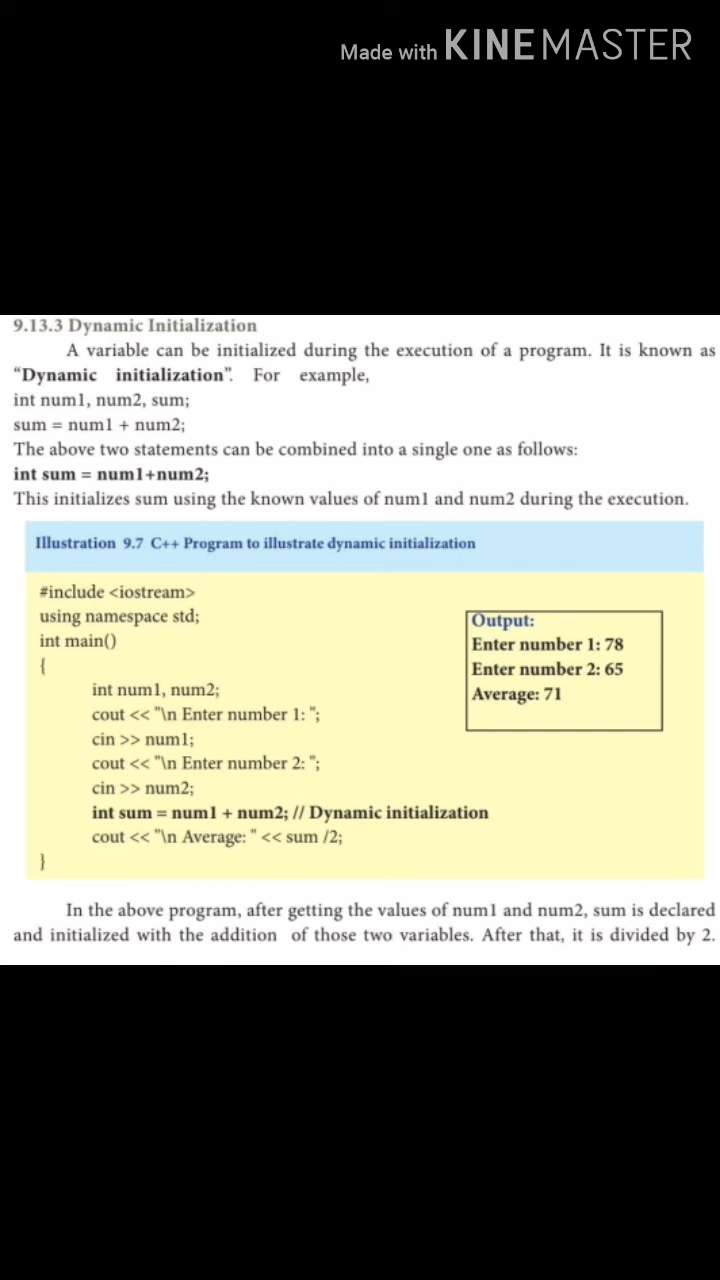 Made with KINEMASTER
9.13.3 Dynamic Initialization
A variable can be initialized during the execution of a program. It is known as
“Dynamic initialization”. For example,
int num1, num2, sum;
sum = num1 + num2;
The above two statements can be combined into a single one as follows:
int sum = num1+num2;
This initializes sum using the known values of num1 and num2 during the execution.
Illustration 9.7 C++ Program to illustrate dynamic initialization
#include <iostream>
using namespace std;
int main()
{
int num1, num2;
cout << "\n Enter number 1: ";
cin >> num1;
cout << "\n Enter number 2: ";
cin >> num2;
int sum = num1 + num2; // Dynamic initialization
cout << "\n Average: " << sum /2;
}
Output:
Enter number 1: 78
Enter number 2: 65
Average: 71
In the above program, after getting the values of num1 and num2, sum is declared
and initialized with the addition of those two variables. After that, it is divided by 2.